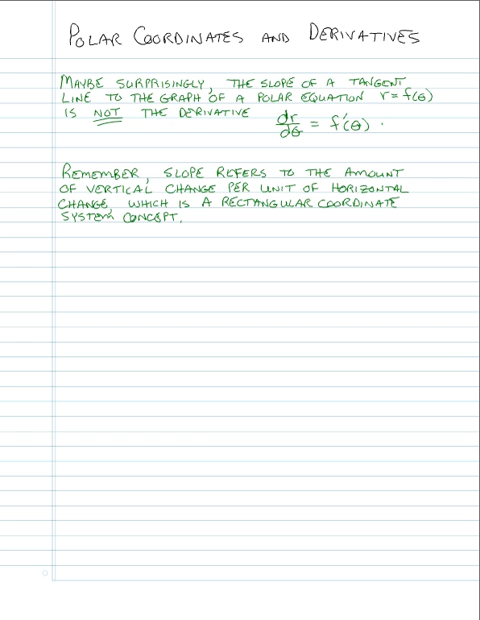 POLAR COORDINATES AND DERIVATIVES
MAYBE SURPRISINGLY, THE SLOPE OF A TANGENT
LINE TO THE GRAPH OF A POLAR EQUATION r = f(θ)
IS NOT THE DERIVATIVE dr/dθ = f'(θ).
REMEMBER, SLOPE REFERS TO THE AMOUNT
OF VERTICAL CHANGE PER UNIT OF HORIZONTAL
CHANGE, WHICH IS A RECTANGULAR COORDINATE
SYSTEM CONCEPT.